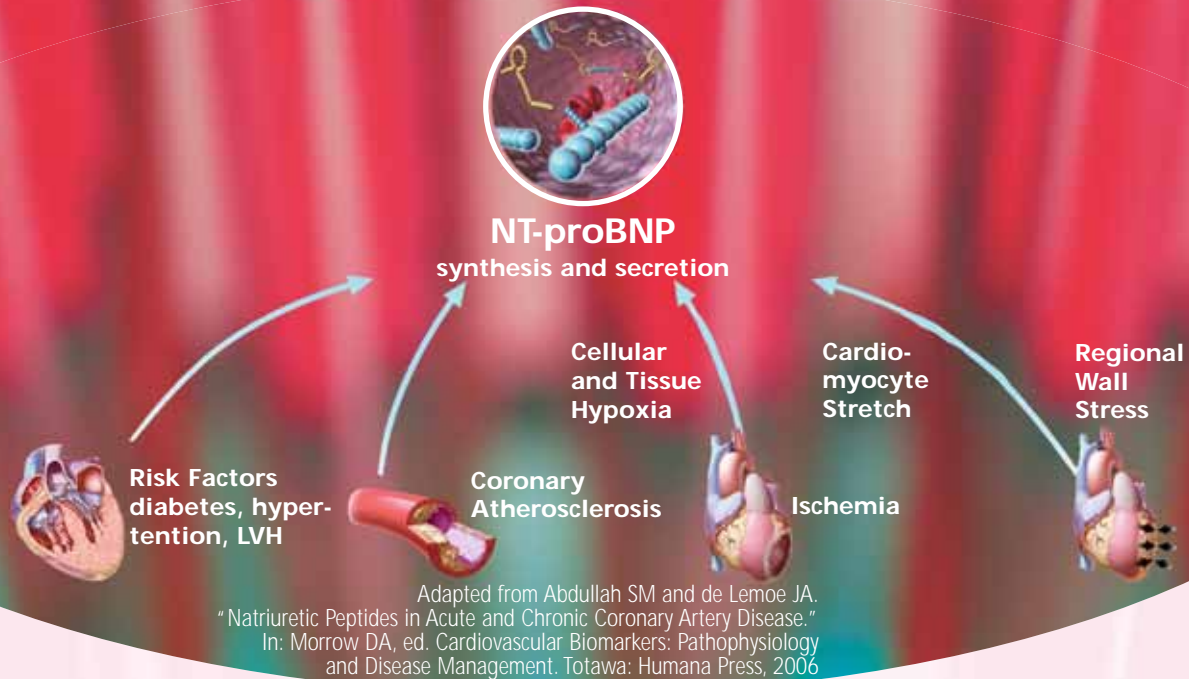 NT-proBNP
synthesis and secretion
Cellular
and Tissue
Hypoxia
Cardio-
myocyte
Stretch
Regional
Wall
Stress
Risk Factors
diabetes, hyper-
tention, LVH
Coronary
Atherosclerosis
Ischemia
Adapted from Abdullah SM and de Lemoe JA.
"Natriuretic Peptides in Acute and Chronic Coronary Artery Disease."
In: Morrow DA, ed. Cardiovascular Biomarkers: Pathophysiology
and Disease Management. Totawa: Humana Press, 2006